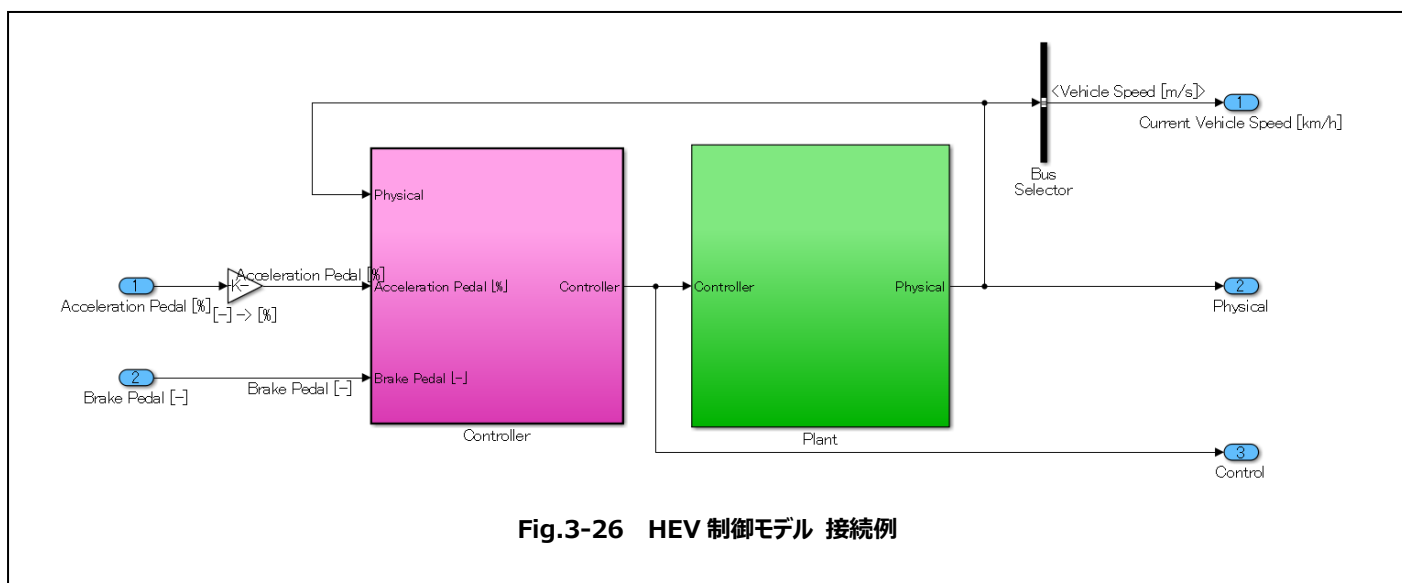 <Vehicle Speed [m/s]>
1
Current Vehicle Speed [km/h]
Bus
Selector
Physical
1
Acceleration Pedal [%]
K-
Acceleration Pedal [%]
[-] -> [%]
Acceleration Pedal [%]
Controller
Controller
Physical
2
Physical
2
Brake Pedal [-]
Brake Pedal [-]
Brake Pedal [-]
Controller
Plant
3
Control
Fig.3-26 HEV 制御モデル 接続例